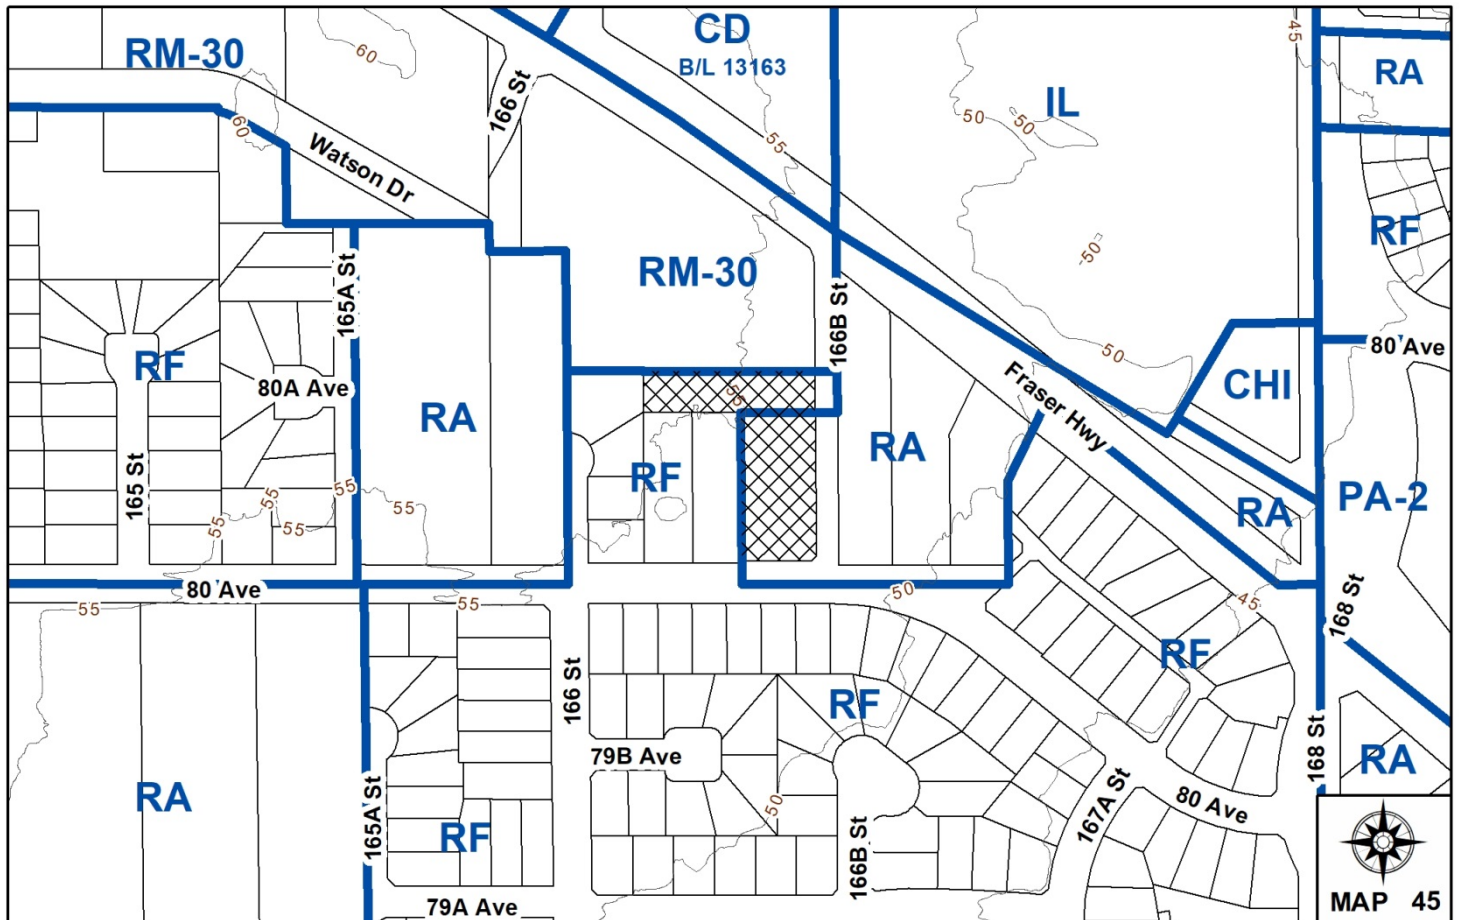 RM-30
60
166 St
CD
B/L 13163
45
RA
IL
50
50
55
60
Watson Dr
RF
50
165A St
RM-30
166B St
80 Ave
50
RF
80A Ave
CHI
Fraser Hwy
55
RA
RA
RF
165 St
55
55
55
55
55
PA-2
RA
80 Ave
50
55
55
45
168 St
RF
166 St
RF
79B Ave
168 St
RA
RA
165A St
RF
50
166B St
167A St
80 Ave
79A Ave
MAP 45